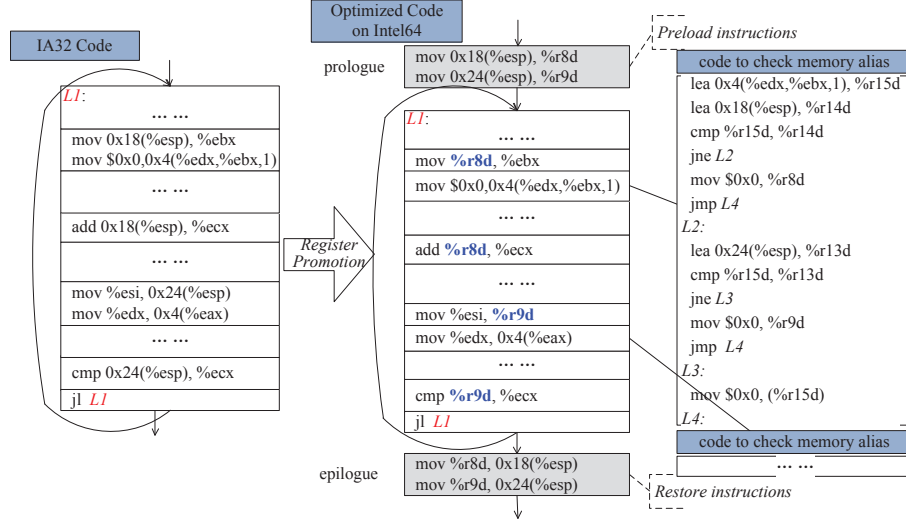 IA32 Code
L1:
... ...
mov 0x18(%esp), %ebx
mov $0x0,0x4(%edx,%ebx,1)
... ...
add 0x18(%esp), %ecx
... ...
mov %esi, 0x24(%esp)
mov %edx, 0x4(%eax)
... ...
cmp 0x24(%esp), %ecx
jl L1
Register
Promotion
Optimized Code
on Intel64
prologue
mov 0x18(%esp), %r8d
mov 0x24(%esp), %r9d
Preload instructions
L1:
... ...
mov %r8d, %ebx
mov $0x0,0x4(%edx,%ebx,1)
... ...
add %r8d, %ecx
... ...
mov %esi, %r9d
mov %edx, 0x4(%eax)
... ...
cmp %r9d, %ecx
jl L1
epilogue
mov %r8d, 0x18(%esp)
mov %r9d, 0x24(%esp)
Restore instructions
code to check memory alias
lea 0x4(%edx,%ebx,1), %r15d
lea 0x18(%esp), %r14d
cmp %r15d, %r14d
jne L2
mov $0x0, %r8d
jmp L4
L2:
lea 0x24(%esp), %r13d
cmp %r15d, %r13d
jne L3
mov $0x0, %r9d
jmp L4
L3:
mov $0x0, (%r15d)
L4:
code to check memory alias
... ...